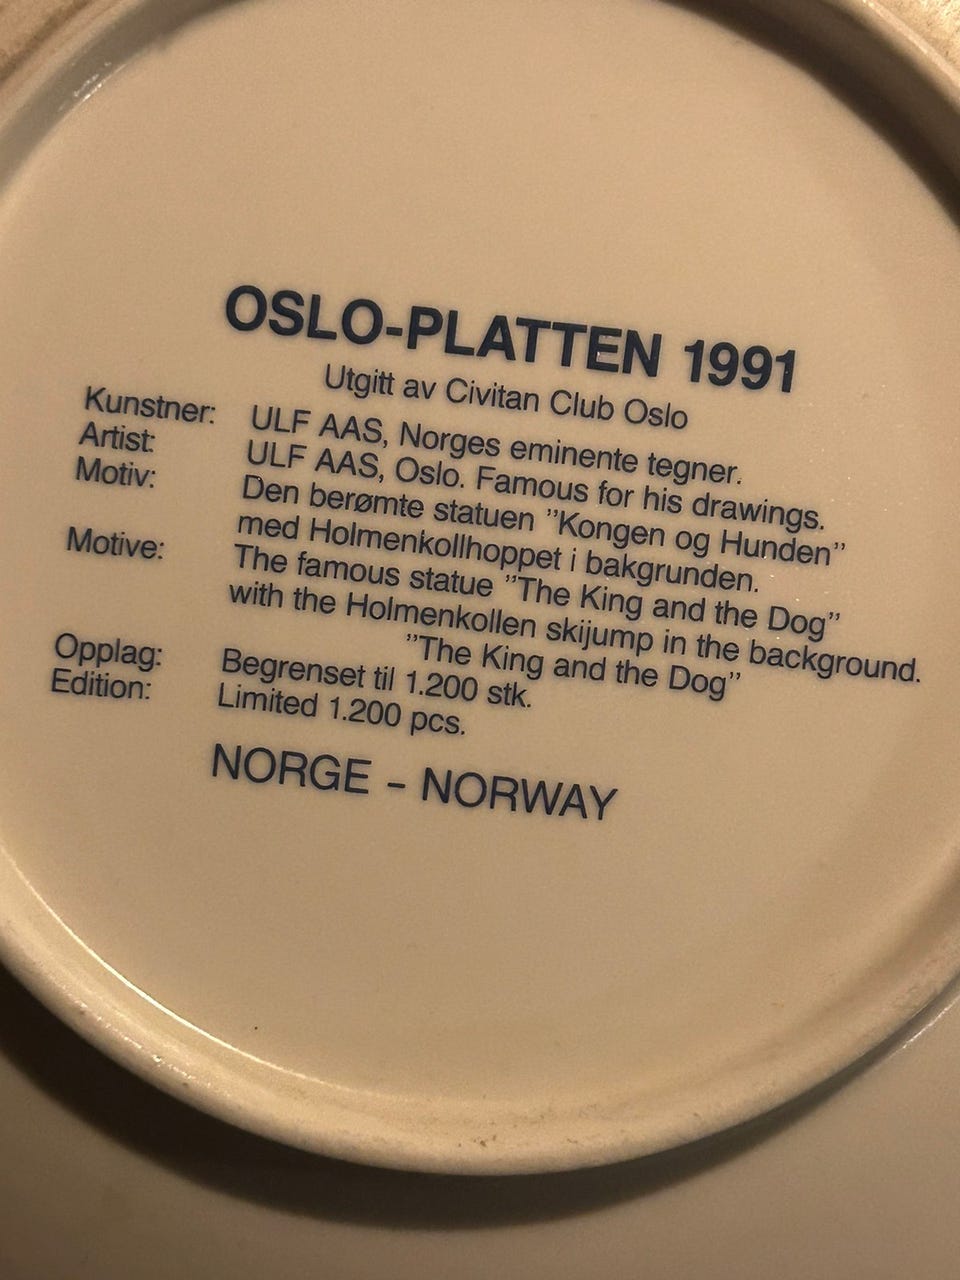 OSLO-PLATTEN 1991
Utgitt av Civitan Club Oslo
Kunstner: ULF AAS, Norges eminente tegner.
Artist: ULF AAS, Oslo. Famous for his drawings.
Motiv: Den berømte statuen "Kongen og Hunden"
med Holmenkollhoppet i bakgrunden.
Motive: The famous statue "The King and the Dog"
with the Holmenkollen skijump in the background.
"The King and the Dog"
Opplag: Begrenset til 1.200 stk.
Edition: Limited 1.200 pcs.
NORGE – NORWAY